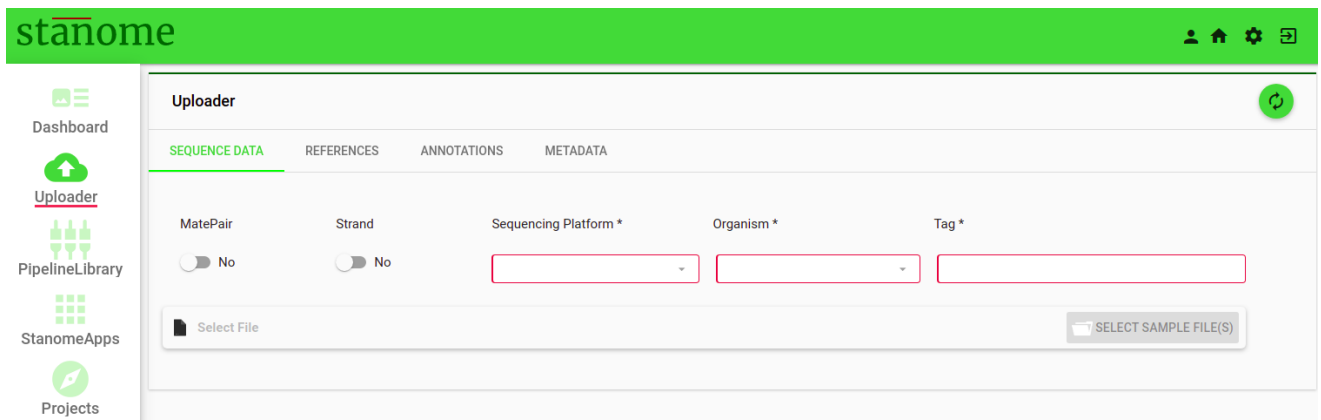 stanome
Dashboard
Uploader
PipelineLibrary
StanomeApps
Projects
Uploader
SEQUENCE DATA REFERENCES ANNOTATIONS METADATA
MatePair Strand Sequencing Platform * Organism * Tag *
No No
Select File SELECT SAMPLE FILE(S)